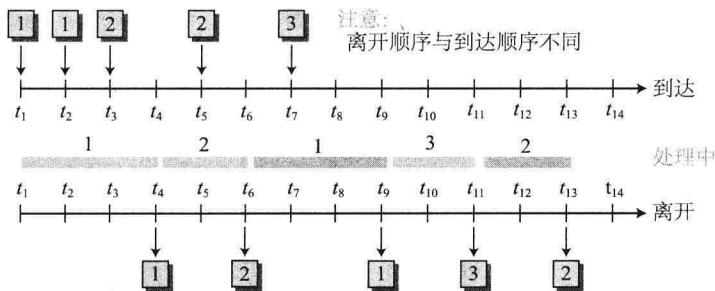 1 1 2 2 3 注意：
离开顺序与到达顺序不同
到达
t1 t2 t3 t4 t5 t6 t7 t8 t9 t10 t11 t12 t13 t14
1 2 1 3 2 处理中
t1 t2 t3 t4 t5 t6 t7 t8 t9 t10 t11 t12 t13 t14
离开
1 2 1 3 2